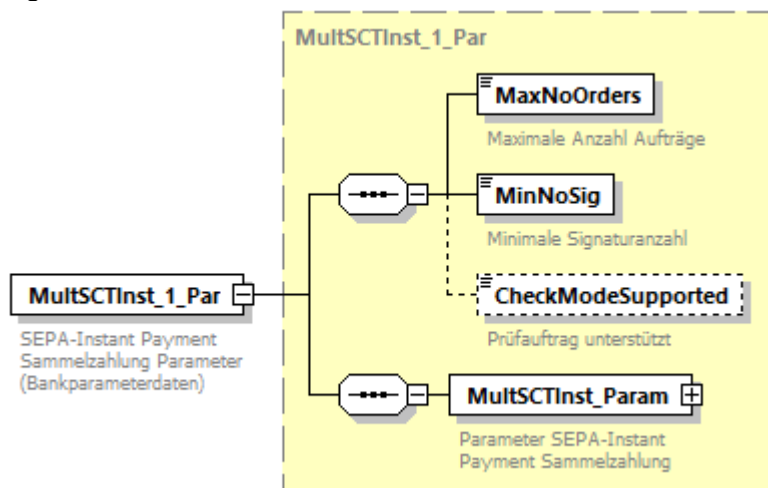 MultSCTInst_1_Par
MaxNoOrders
Maximale Anzahl Aufträge
MinNoSig
Minimale Signaturanzahl
MultSCTInst_1_Par
CheckModeSupported
SEPA-Instant Payment
Sammelzahlung Parameter
(Bankparameterdaten)
Prüfauftrag unterstützt
MultSCTInst_Param
Parameter SEPA-Instant
Payment Sammelzahlung